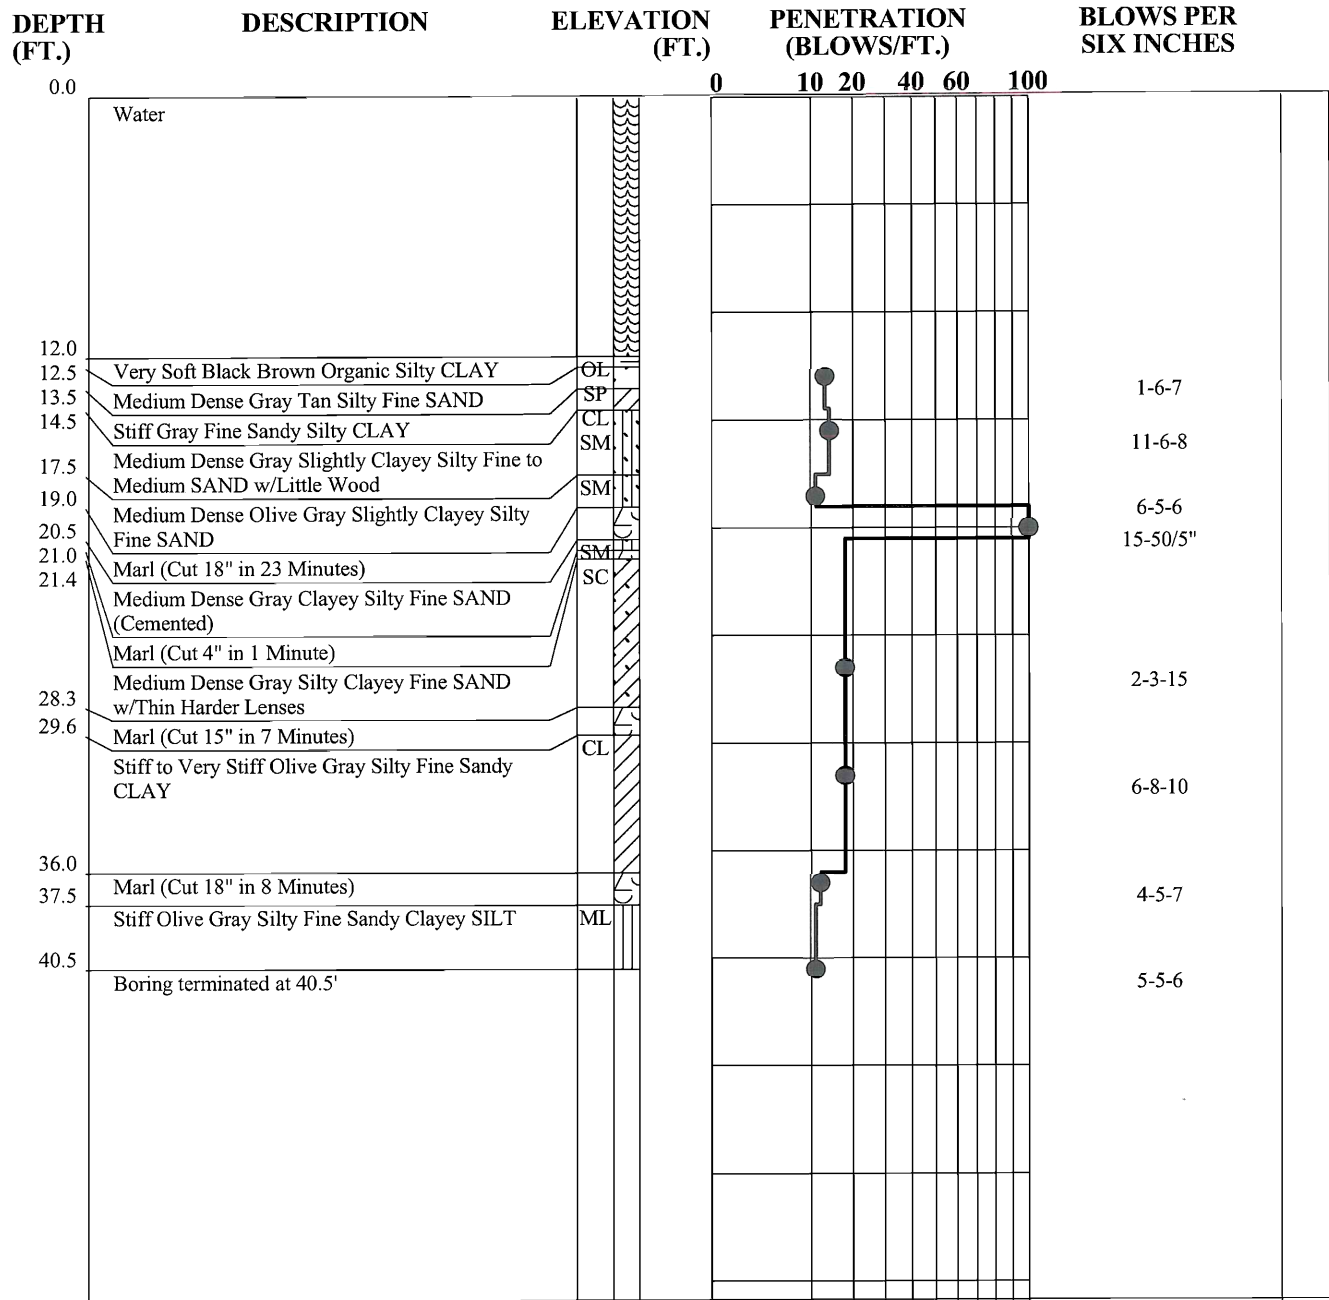 DEPTH (FT.)
DESCRIPTION
ELEVATION (FT.)
PENETRATION (BLOWS/FT.)
BLOWS PER SIX INCHES
0 10 20 40 60 100
0.0
Water
12.0
Very Soft Black Brown Organic Silty CLAY
OL
12.5
Medium Dense Gray Tan Silty Fine SAND
SP
1-6-7
13.5
Stiff Gray Fine Sandy Silty CLAY
CL
14.5
Medium Dense Gray Slightly Clayey Silty Fine to
Medium SAND w/Little Wood
SM
11-6-8
17.5
Medium Dense Olive Gray Slightly Clayey Silty
Fine SAND
SM
6-5-6
19.0
Marl (Cut 18" in 23 Minutes)
15-50/5"
20.5
Medium Dense Gray Clayey Silty Fine SAND
(Cemented)
SM
21.0
Marl (Cut 4" in 1 Minute)
21.4
Medium Dense Gray Silty Clayey Fine SAND
w/Thin Harder Lenses
SC
2-3-15
28.3
Marl (Cut 15" in 7 Minutes)
29.6
Stiff to Very Stiff Olive Gray Silty Fine Sandy
CLAY
CL
6-8-10
36.0
Marl (Cut 18" in 8 Minutes)
4-5-7
37.5
Stiff Olive Gray Silty Fine Sandy Clayey SILT
ML
40.5
Boring terminated at 40.5'
5-5-6